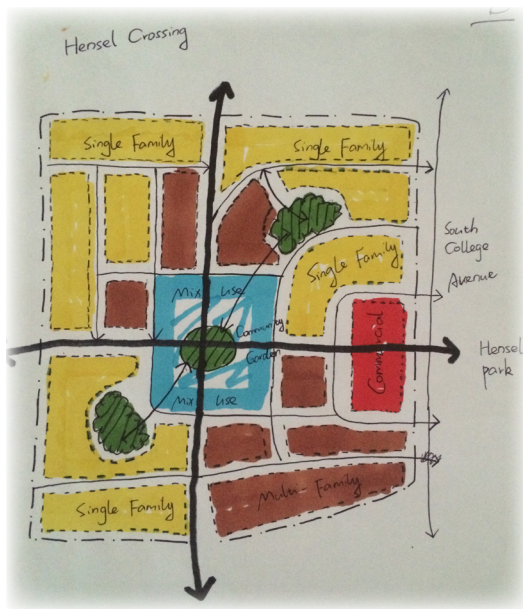 Hensel Crossing
Single Family
Single Family
South
College
Avenue
Single Family
Mix Use
Community
Garden
Commercial
Hensel
park
Mix Use
Multi-Family
Single Family